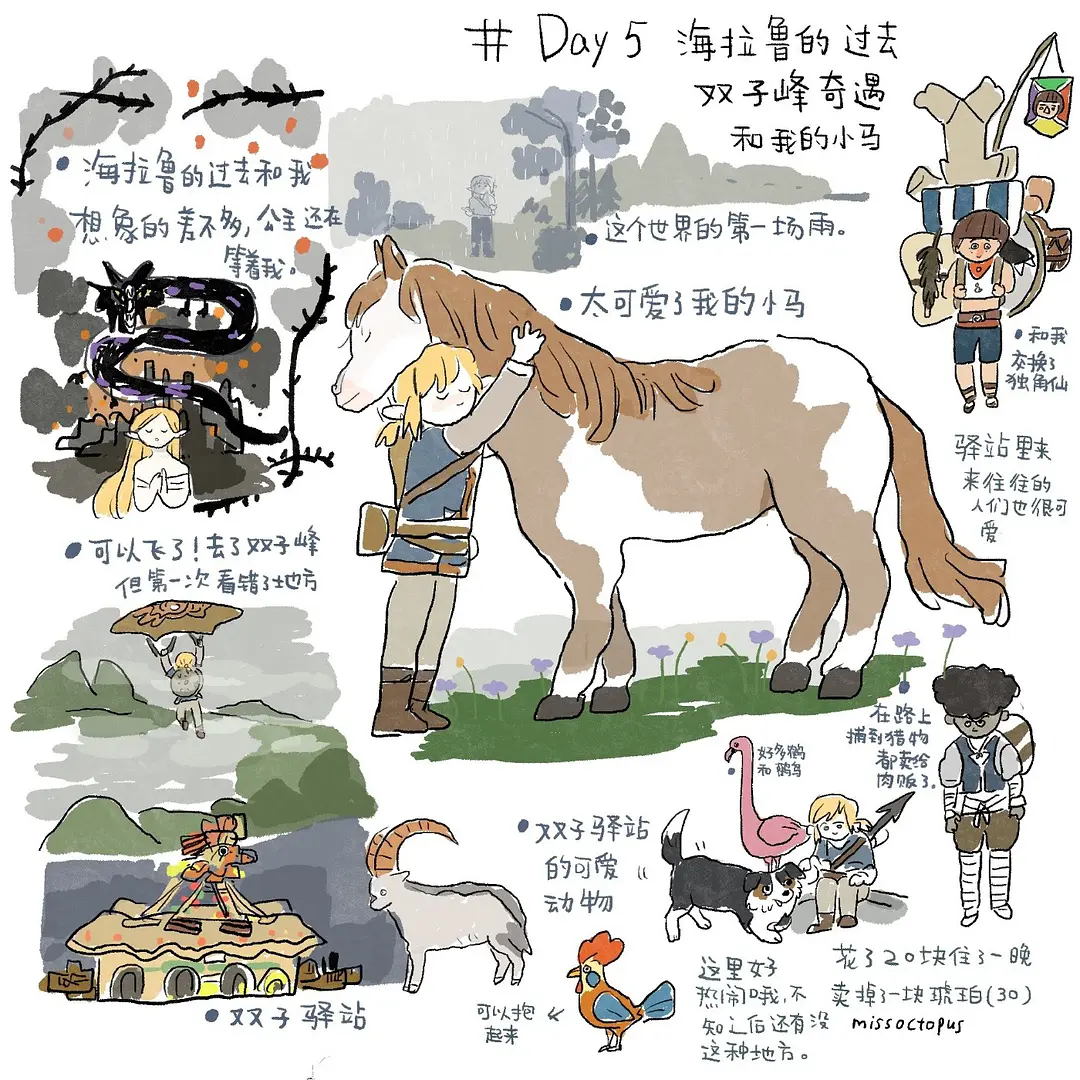 # Day 5 海拉鲁的过去
双子峰奇遇
和我的小马
海拉鲁的过去和我
想象的差不多,公主还在
等着我。
这个世界的第一场雨。
太可爱了我的小马
和我
交换了
独角仙
驿站里来
来往往的
人们也很可
爱
可以飞了!去了双子峰
但第一次看错了地方
在路上
捕到猎物
都卖给
肉贩了.
好多鹤
和鹳鸟
双子驿站
的可爱
动物
双子驿站
可以抱
起来
这里好
热闹哦,不
知之后还有没
这种地方。
花了20块住了一晚
卖掉了一块琥珀(30)
missoctopus